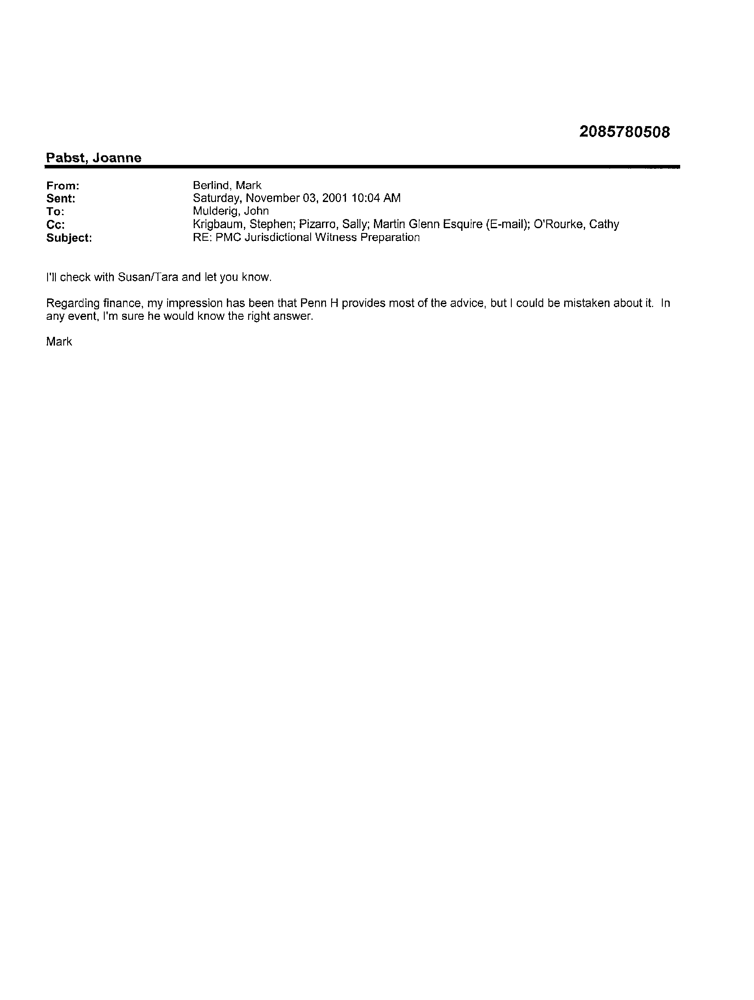 2085780508
Pabst, Joanne
From: Berlind, Mark
Sent: Saturday, November 03, 2001 10:04 AM
To: Mulderig, John
Cc: Krigbaum, Stephen; Pizarro, Sally; Martin Glenn Esquire (E-mail); O'Rourke, Cathy
Subject: RE: PMC Jurisdictional Witness Preparation
I'll check with Susan/Tara and let you know.
Regarding finance, my impression has been that Penn H provides most of the advice, but I could be mistaken about it. In
any event, I'm sure he would know the right answer.
Mark